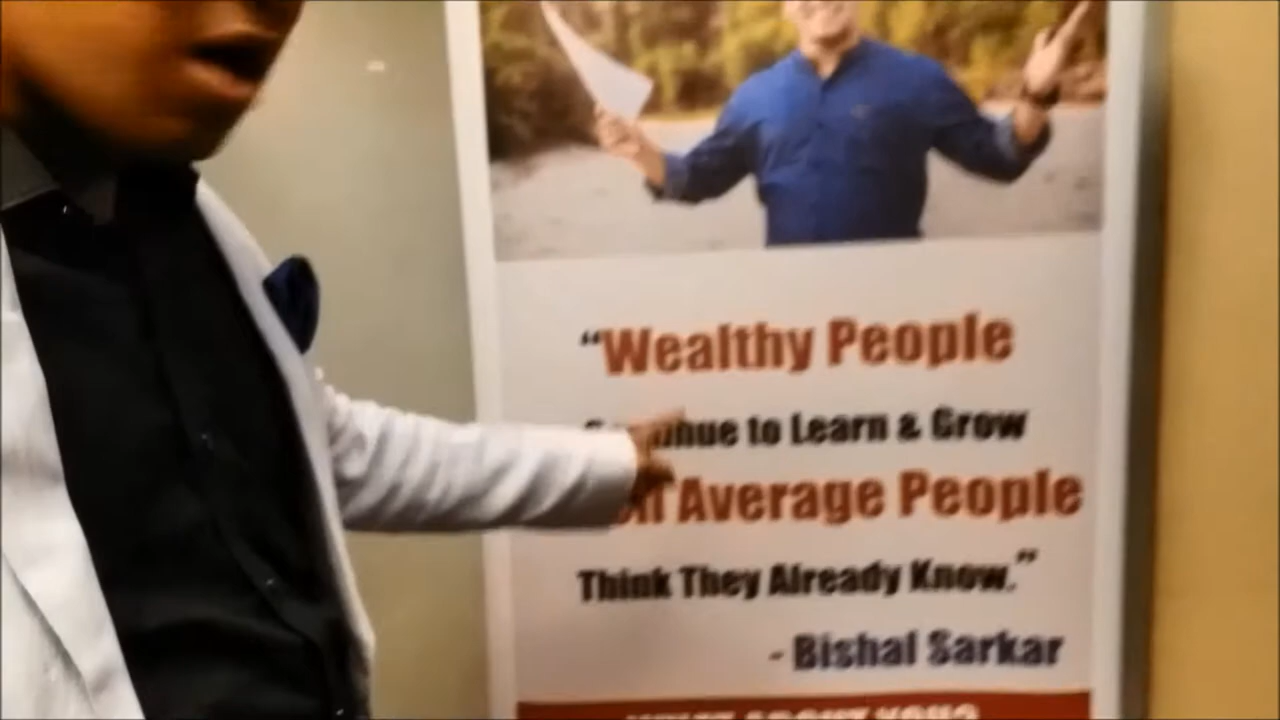 “Wealthy People
to Learn & Grow
Average People
Think They Already Know.”
- Bishal Sarkar